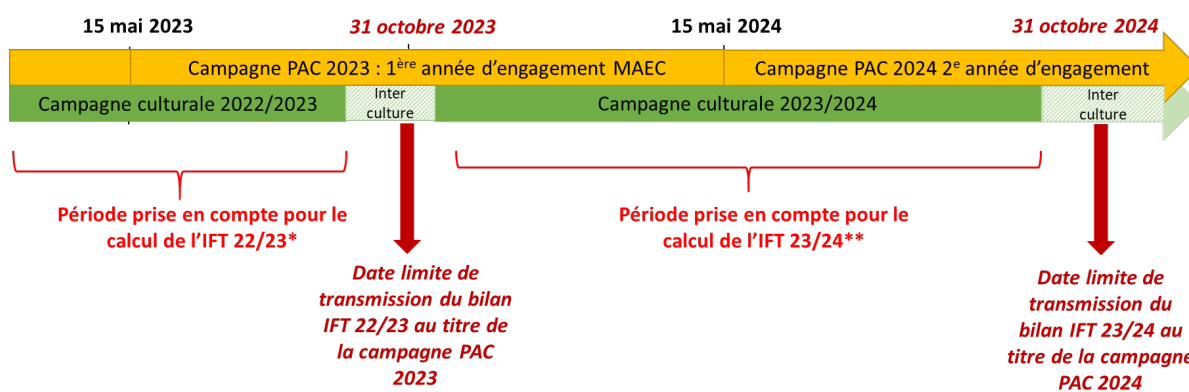 15 mai 2023
31 octobre 2023
15 mai 2024
31 octobre 2024
Campagne PAC 2023 : 1ère année d'engagement MAEC
Campagne PAC 2024 2e année d'engagement
Campagne culturale 2022/2023
Inter
culture
Campagne culturale 2023/2024
Inter
culture
Période prise en compte pour le
calcul de l'IFT 22/23*
Période prise en compte pour le
calcul de l'IFT 23/24**
Date limite de
transmission du bilan
IFT 22/23 au titre de
la campagne PAC
2023
Date limite de
transmission du
bilan IFT 23/24 au
titre de la campagne
PAC 2024